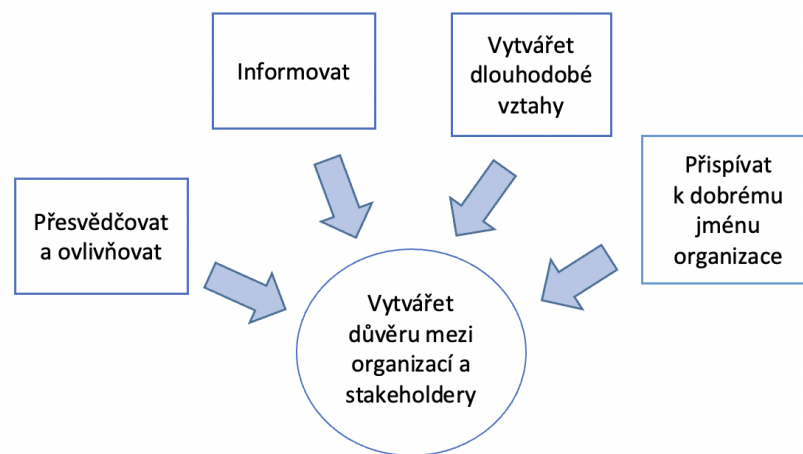 Informovat
Vytvářet
dlouhodobé
vztahy
Přesvědčovat
a ovlivňovat
Přispívat
k dobrému
jménu
organizace
Vytvářet
důvěru mezi
organizací a
stakeholdery